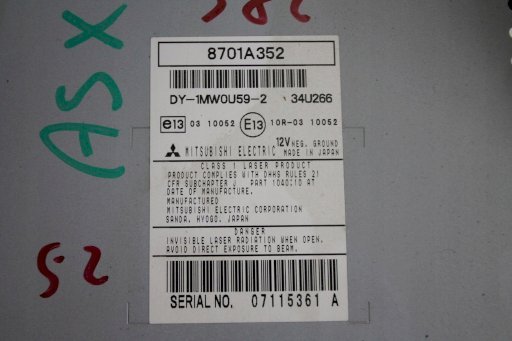 582
ASX
8701A352
DY-1MW0U59-2 34U266
e13 03 10052 E13 10R-03 10052
MITSUBISHI ELECTRIC 12V NEG. GROUND
MADE IN JAPAN
CLASS 1 LASER PRODUCT
PRODUCT COMPLIES WITH DHHS RULES 21
CFR SUBCHAPTER J PART 1040:10 AT
DATE OF MANUFACTURE.
MANUFACTURED
MITSUBISHI ELECTRIC CORPORATION
SANDA, HYOGO, JAPAN
DANGER
INVISIBLE LASER RADIATION WHEN OPEN.
AVOID DIRECT EXPOSURE TO BEAM.
SERIAL NO. 07115361 A
2-5